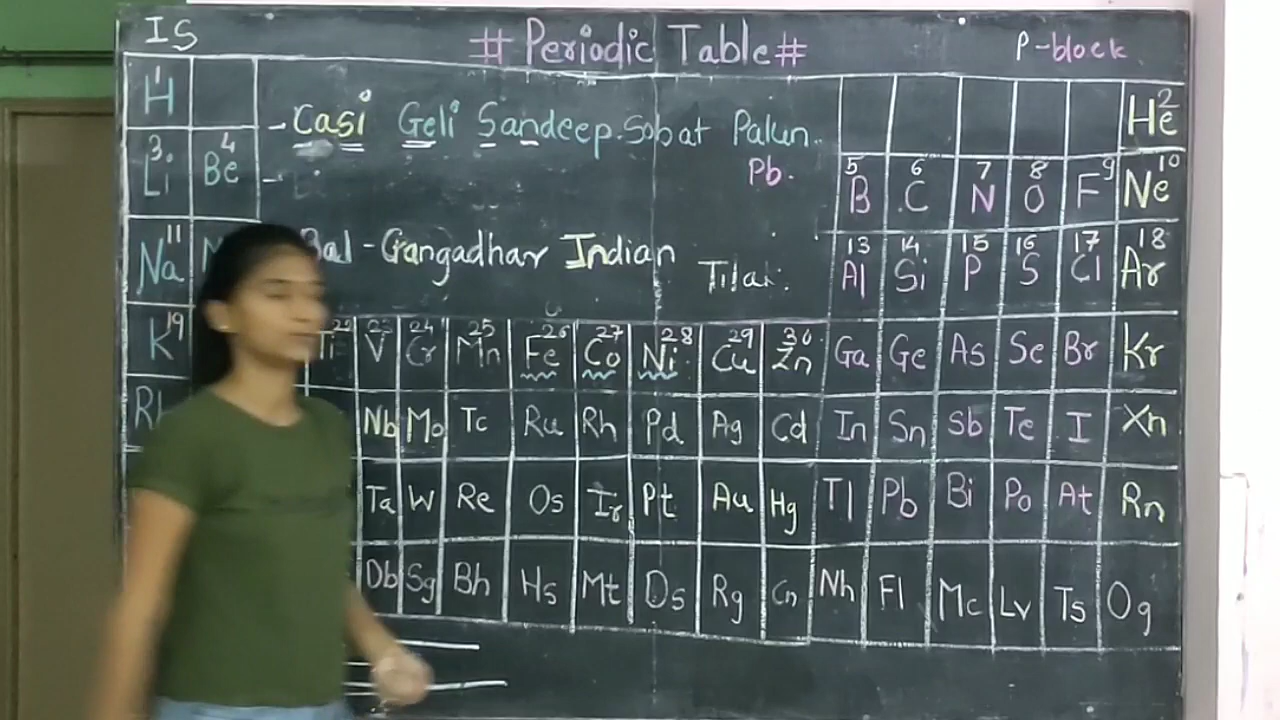 IS # Periodic Table # P-block
H 1 He 2
- Casi Geli Sandeep. Sobat Palun.
Li 3 Be 4 Pb. B 5 C 6 N 7 O 8 F 9 Ne 10
Na 11 Bal - Gangadhar Indian Tilak. Al 13 Si 14 P 15 S 16 Cl 17 Ar 18
K 19 Ti 22 V 23 Cr 24 Mn 25 Fe 26 Co 27 Ni 28 Cu 29 Zn 30 Ga Ge As Se Br Kr
Nb Mo Tc Ru Rh Pd Ag Cd In Sn Sb Te I Xn
Ta W Re Os Ir Pt Au Hg Tl Pb Bi Po At Rn
Db Sg Bh Hs Mt Ds Rg Cn Nh Fl Mc Lv Ts Og